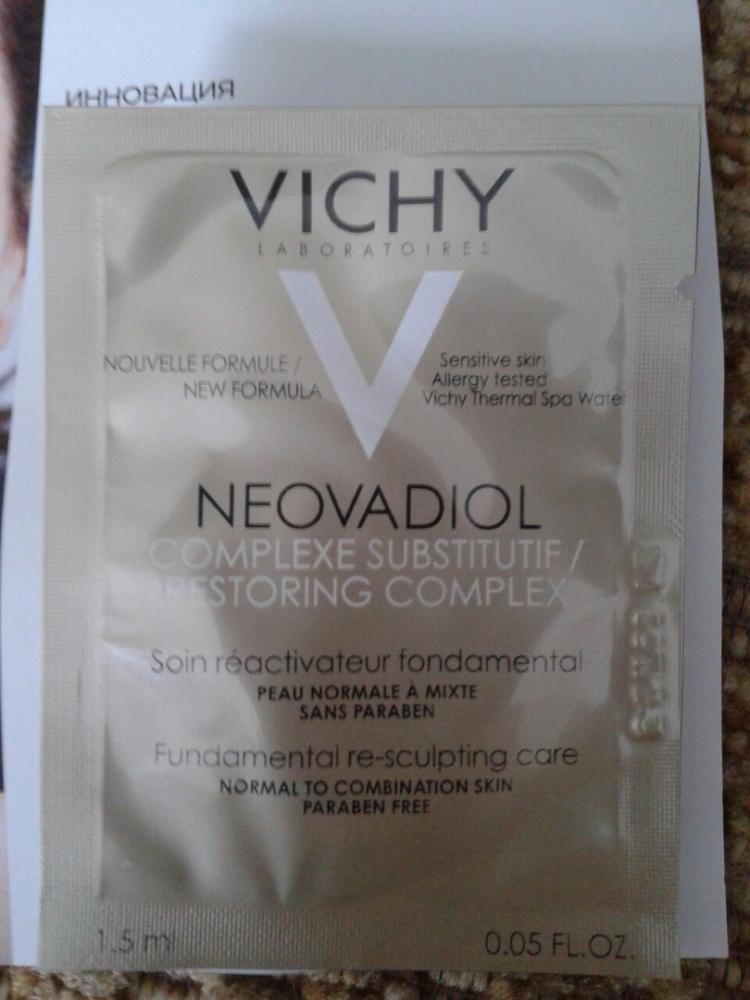 ИННОВАЦИЯ
VICHY
LABORATOIRES
V
NOUVELLE FORMULE /
NEW FORMULA
Sensitive skin
Allergy tested
Vichy Thermal Spa Water
NEOVADIOL
COMPLEXE SUBSTITUTIF /
RESTORING COMPLEX
Soin réactivateur fondamental
PEAU NORMALE À MIXTE
SANS PARABEN
Fundamental re-sculpting care
NORMAL TO COMBINATION SKIN
PARABEN FREE
1.5 ml
0.05 FL.OZ.